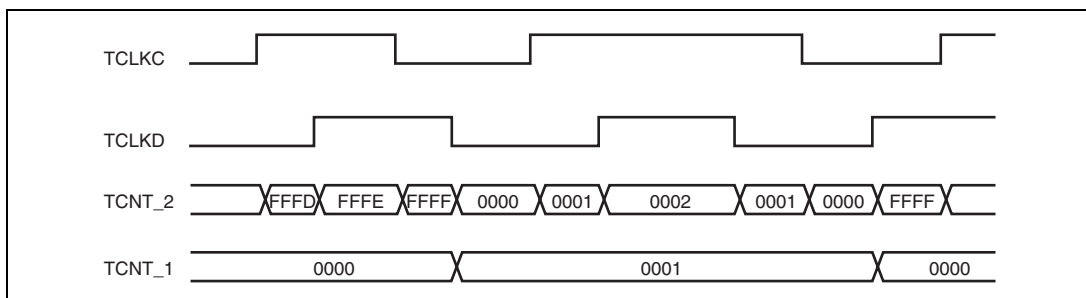 TCLKC
TCLKD
TCNT_2 FFFD FFFE FFFF 0000 0001 0002 0001 0000 FFFF
TCNT_1 0000 0001 0000